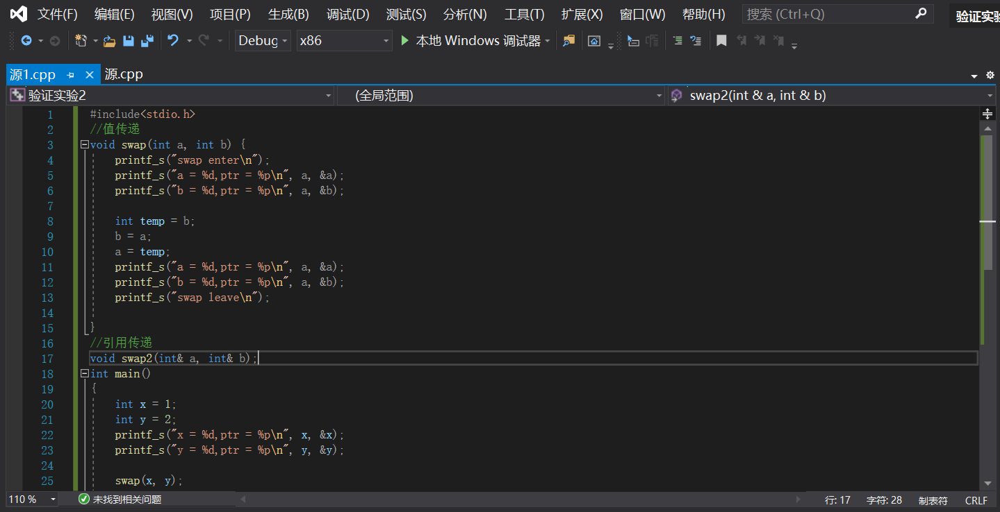 文件(F) 编辑(E) 视图(V) 项目(P) 生成(B) 调试(D) 测试(S) 分析(N) 工具(T) 扩展(X) 窗口(W) 帮助(H) 搜索 (Ctrl+Q)
Debug x86 本地 Windows 调试器
源1.cpp 源.cpp
验证实验2 (全局范围) swap2(int & a, int & b)
1 #include<stdio.h>
2 //值传递
3 void swap(int a, int b) {
4 printf_s("swap enter\n");
5 printf_s("a = %d,ptr = %p\n", a, &a);
6 printf_s("b = %d,ptr = %p\n", a, &b);
7
8 int temp = b;
9 b = a;
10 a = temp;
11 printf_s("a = %d,ptr = %p\n", a, &a);
12 printf_s("b = %d,ptr = %p\n", a, &b);
13 printf_s("swap leave\n");
14
15 }
16 //引用传递
17 void swap2(int& a, int& b);
18 int main()
19 {
20 int x = 1;
21 int y = 2;
22 printf_s("x = %d,ptr = %p\n", x, &x);
23 printf_s("y = %d,ptr = %p\n", y, &y);
24
25 swap(x, y);
110 % 未找到相关问题 行: 17 字符: 28 制表符 CRLF